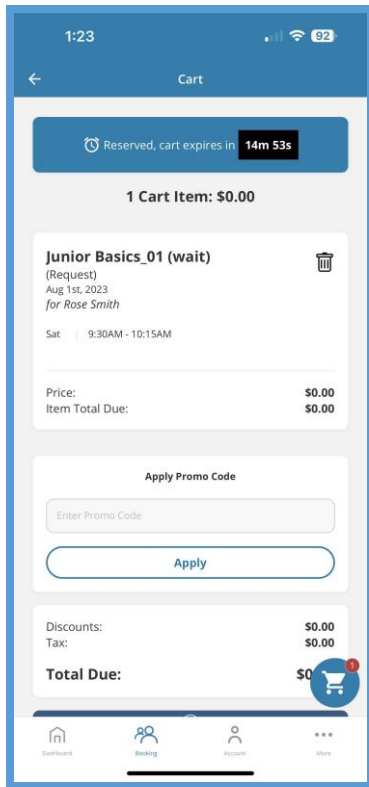 1:23
92
Cart
Reserved, cart expires in 14m 53s
1 Cart Item: $0.00
Junior Basics_01 (wait)
(Request)
Aug 1st, 2023
for Rose Smith
Sat | 9:30AM - 10:15AM
Price: $0.00
Item Total Due: $0.00
Apply Promo Code
Enter Promo Code
Apply
Discounts: $0.00
Tax: $0.00
Total Due:
1
Dashboard Booking Account More